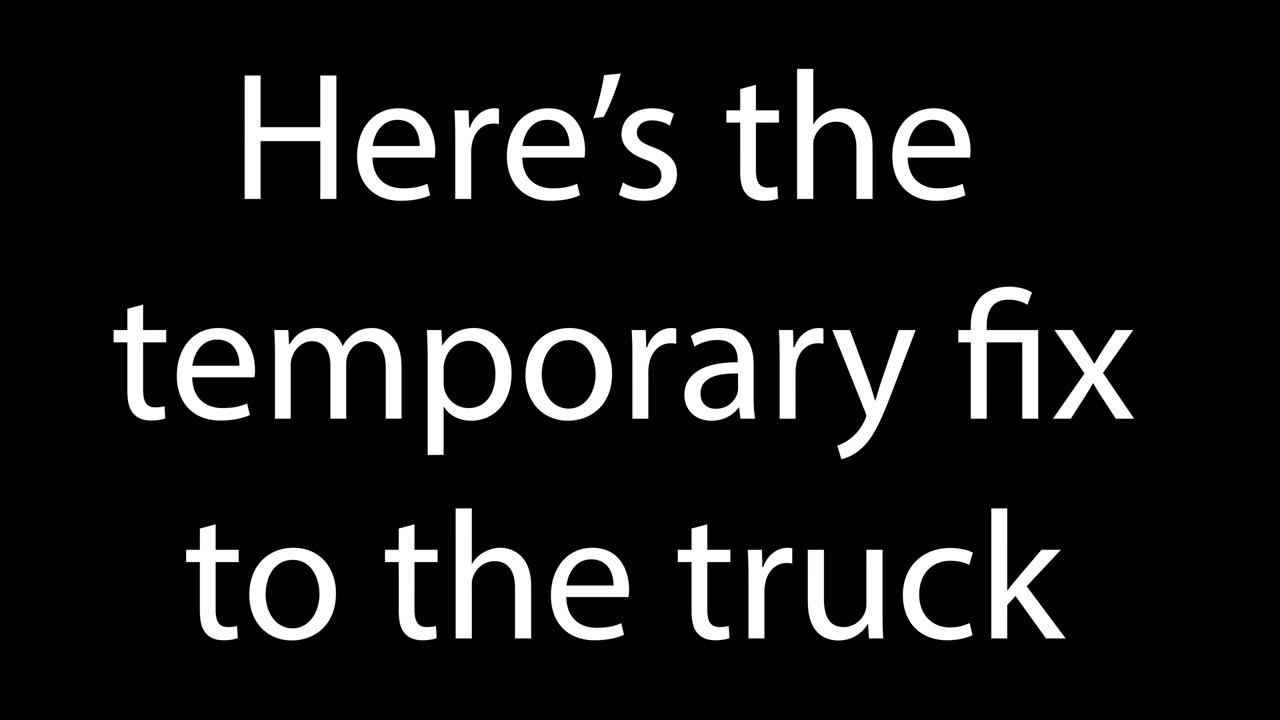 Here’s the
temporary fix
to the truck